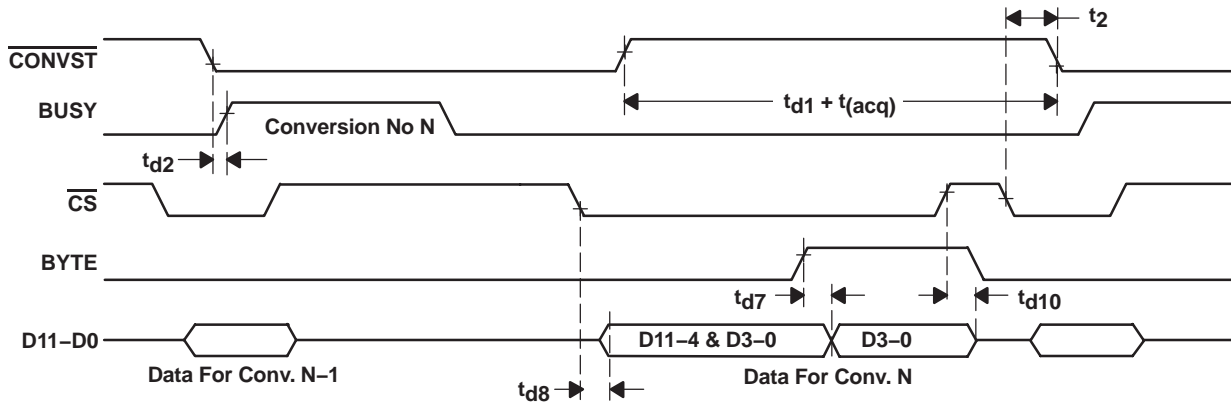 t2
CONVST
BUSY
td1 + t(acq)
Conversion No N
td2
CS
BYTE
td7
td10
D11–D0
D11–4 & D3–0
D3–0
Data For Conv. N–1
Data For Conv. N
td8